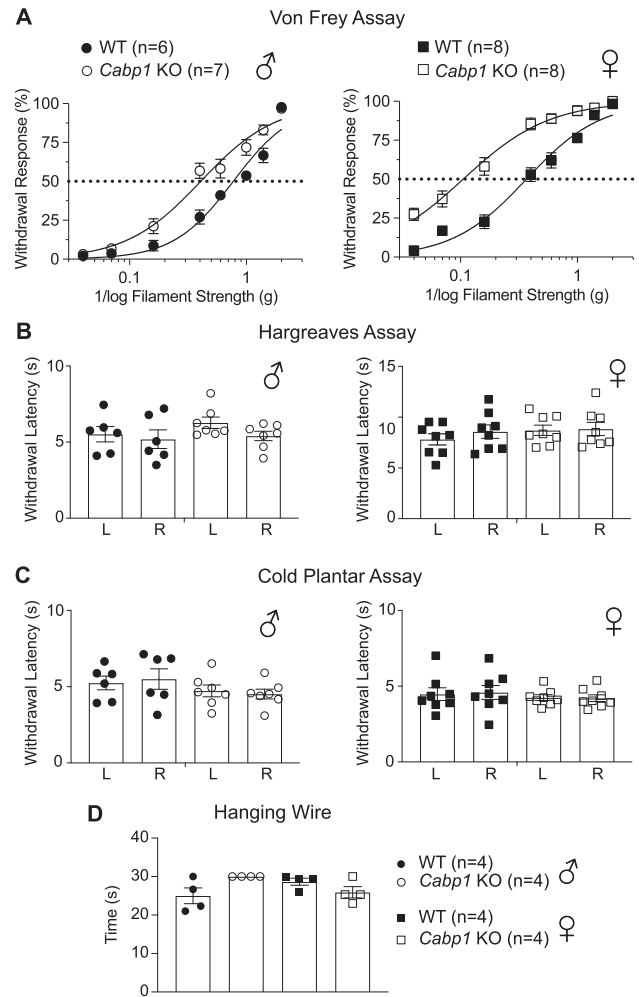 A
Von Frey Assay
WT (n=6)
Cabp1 KO (n=7)
♂
WT (n=8)
Cabp1 KO (n=8)
♀
Withdrawal Response (%)
100
75
50
25
0
0.1
1
1/log Filament Strength (g)
Withdrawal Response (%)
100
75
50
25
0
0.1
1
1/log Filament Strength (g)
B
Hargreaves Assay
Withdrawal Latency (s)
10
5
0
♂
L R L R
Withdrawal Latency (s)
15
10
5
0
♀
L R L R
C
Cold Plantar Assay
Withdrawal Latency (s)
10
5
0
♂
L R L R
Withdrawal Latency (s)
10
5
0
♀
L R L R
D
Hanging Wire
Time (s)
40
30
20
10
0
WT (n=4)
Cabp1 KO (n=4)
♂
WT (n=4)
Cabp1 KO (n=4)
♀